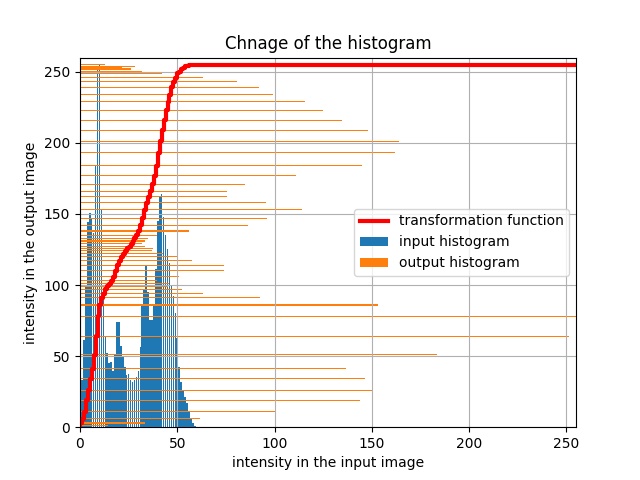 Chnage of the histogram
intensity in the output image
250
200
150
100
50
0
transformation function
input histogram
output histogram
0 50 100 150 200 250
intensity in the input image